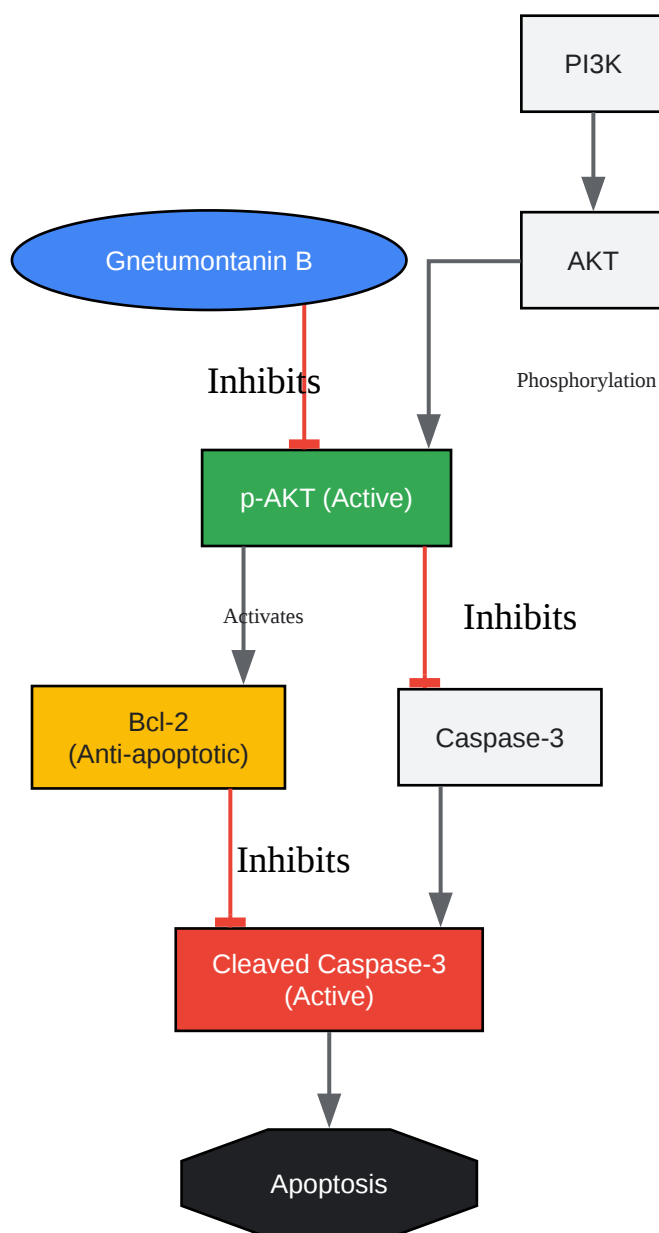 PI3K
Gnetumontanin B
AKT
Inhibits
Phosphorylation
p-AKT (Active)
Activates
Inhibits
Bcl-2
(Anti-apoptotic)
Caspase-3
Inhibits
Cleaved Caspase-3
(Active)
Apoptosis